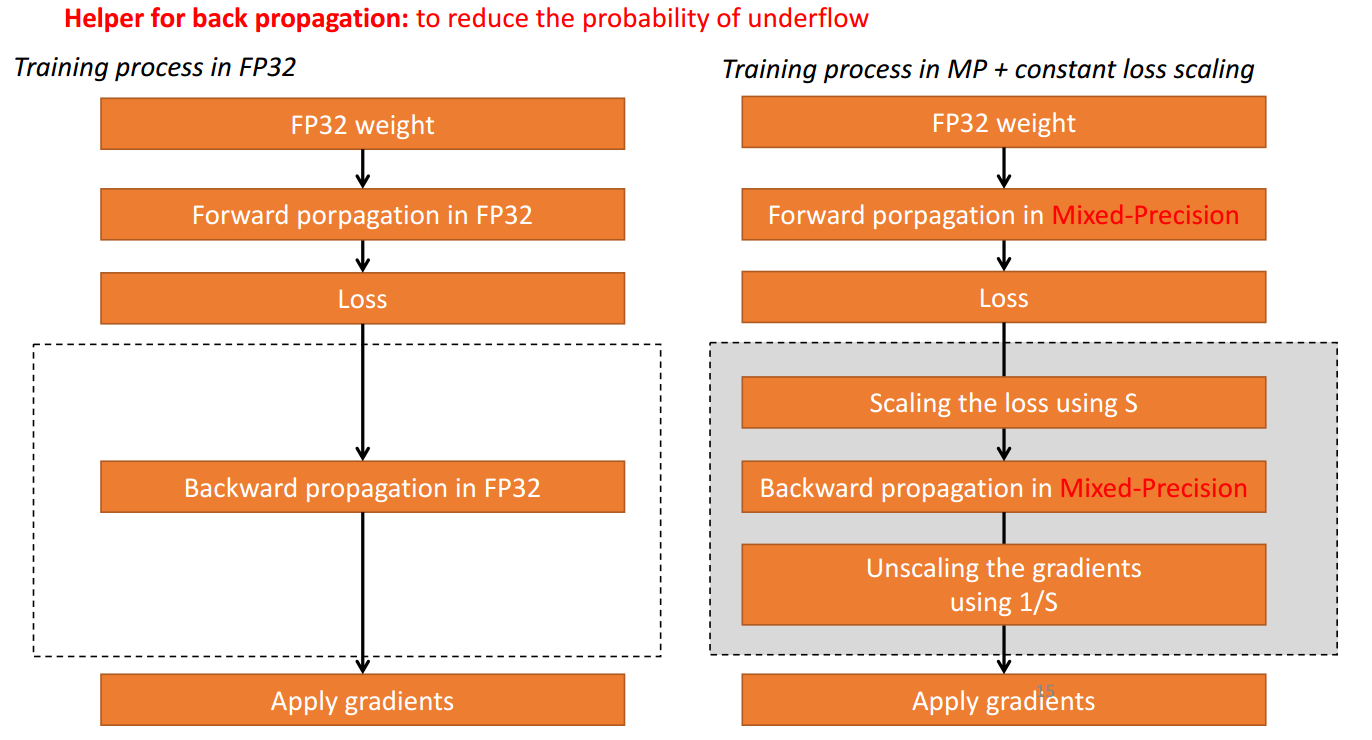 Helper for back propagation: to reduce the probability of underflow
Training process in FP32
FP32 weight
Forward porpagation in FP32
Loss
Backward propagation in FP32
Apply gradients
Training process in MP + constant loss scaling
FP32 weight
Forward porpagation in Mixed-Precision
Loss
Scaling the loss using S
Backward propagation in Mixed-Precision
Unscaling the gradients
using 1/S
Apply gradients
15